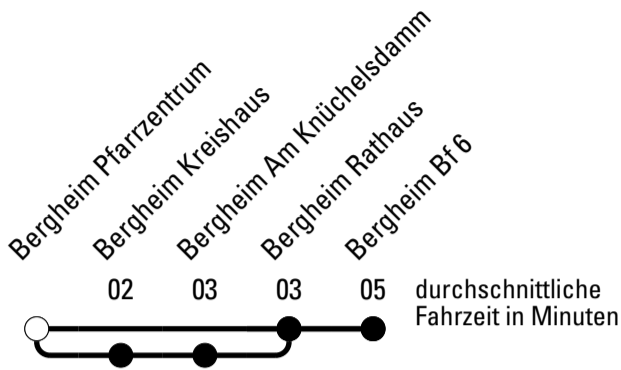 Bergheim Pfarrzentrum
Bergheim Kreishaus
Bergheim Am Knüchelsdamm
Bergheim Rathaus
Bergheim Bf 6
02 03 03 05 durchschnittliche
Fahrzeit in Minuten